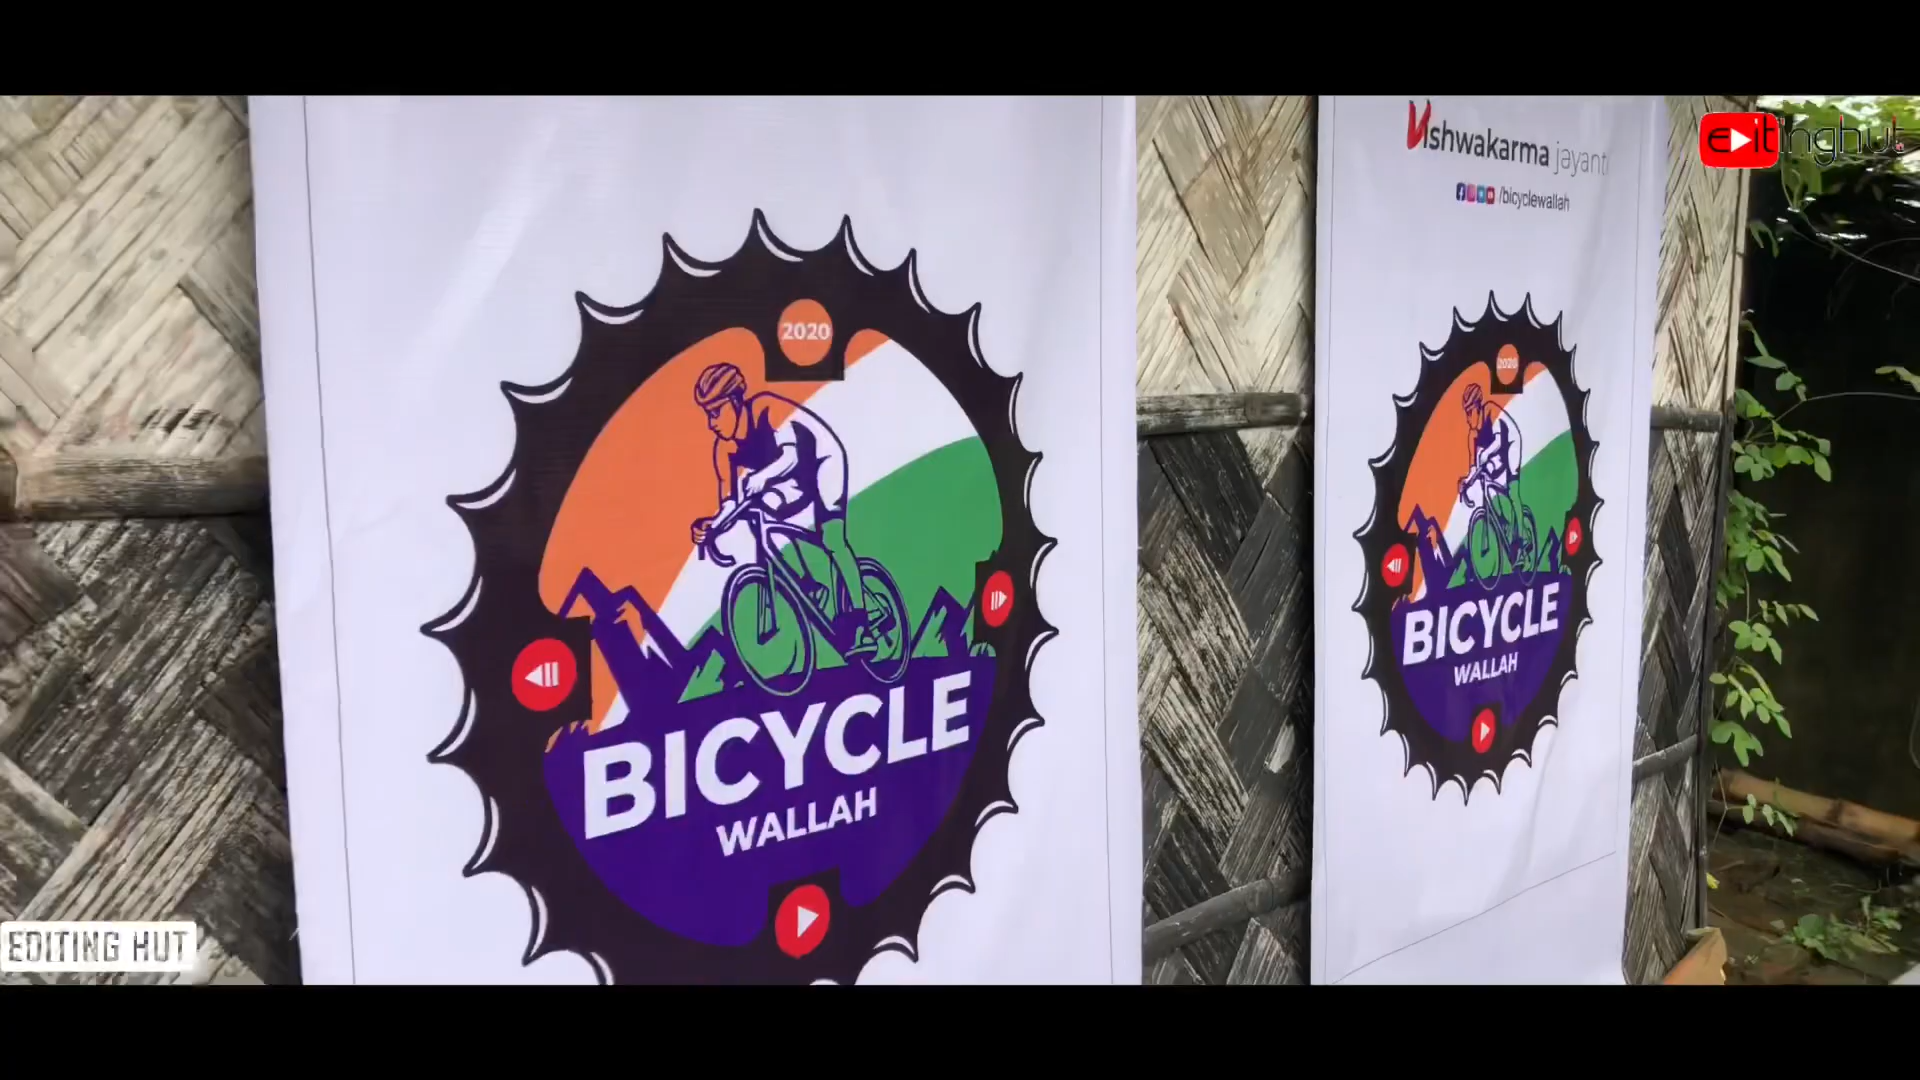 2020
BICYCLE
WALLAH
Vishwakarma jayanti
/bicyclewallah
2020
BICYCLE
WALLAH
editinghut
EDITING HUT